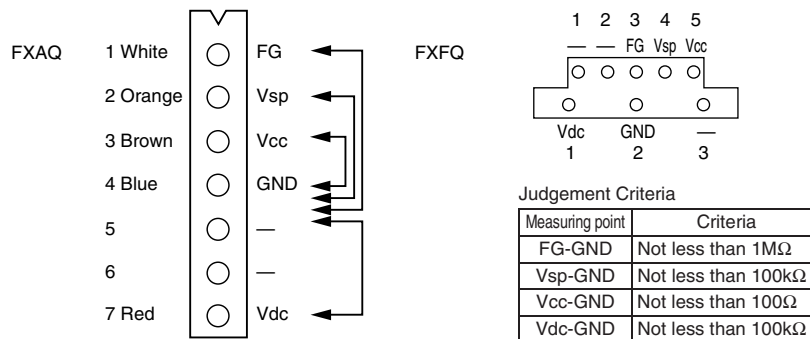 FXAQ
1 White FG
2 Orange Vsp
3 Brown Vcc
4 Blue GND
5 —
6 —
7 Red Vdc
FXFQ
1 2 3 4 5
— — FG Vsp Vcc
Vdc GND —
1 2 3
Judgement Criteria
Measuring point Criteria
FG-GND Not less than 1MΩ
Vsp-GND Not less than 100kΩ
Vcc-GND Not less than 100Ω
Vdc-GND Not less than 100kΩ